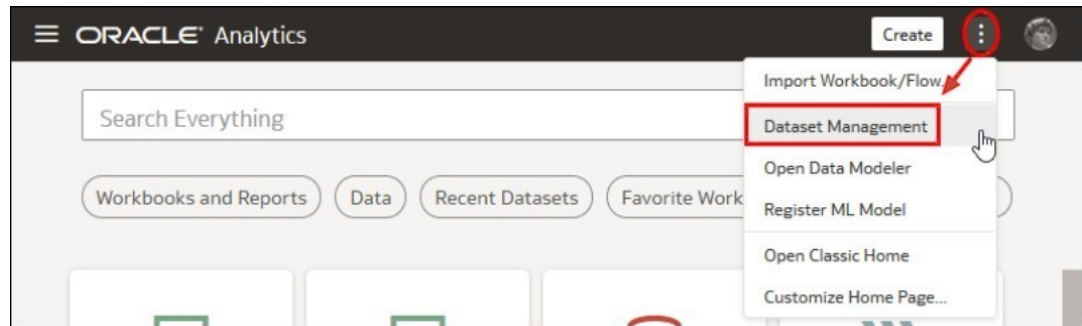 ORACLE Analytics
Create
Import Workbook/Flow...
Search Everything
Dataset Management
Open Data Modeler
Workbooks and Reports
Data
Recent Datasets
Favorite Work
Register ML Model
Open Classic Home
Customize Home Page...